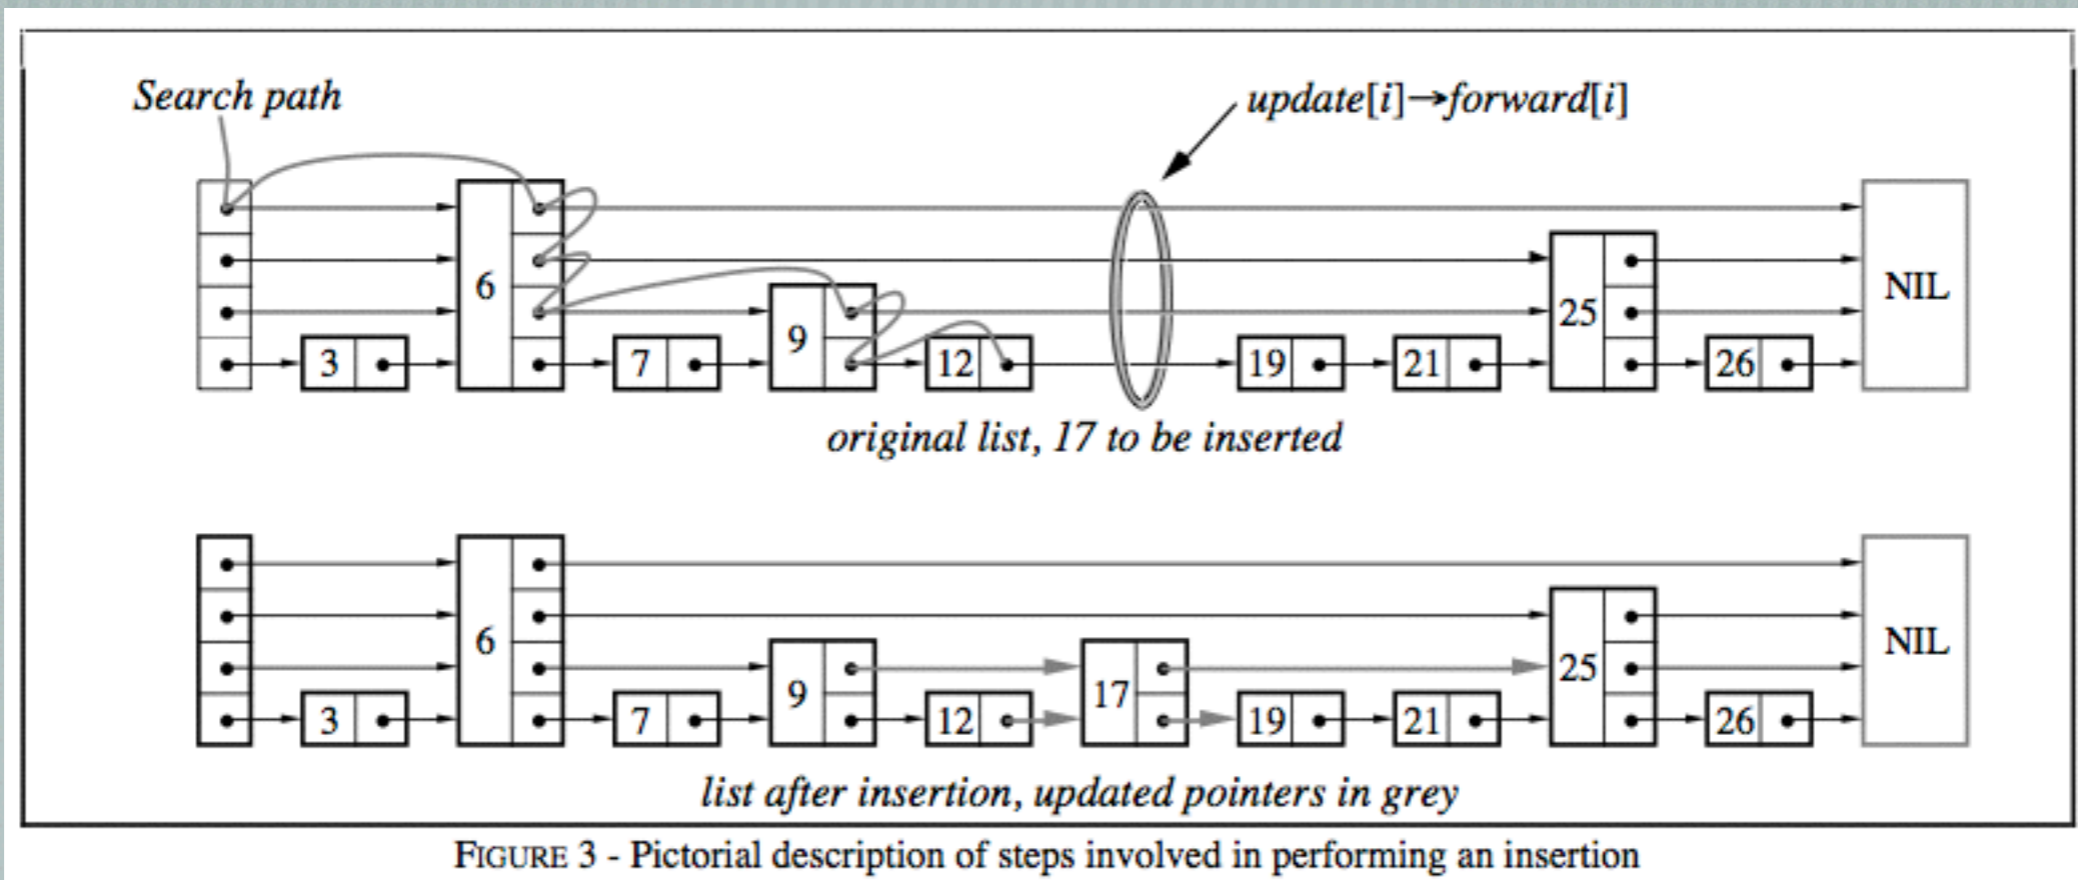 Search path
update[i]→forward[i]
6
NIL
25
9
3
7
12
19
21
26
original list, 17 to be inserted
6
NIL
25
9
17
3
7
12
19
21
26
list after insertion, updated pointers in grey
FIGURE 3 - Pictorial description of steps involved in performing an insertion